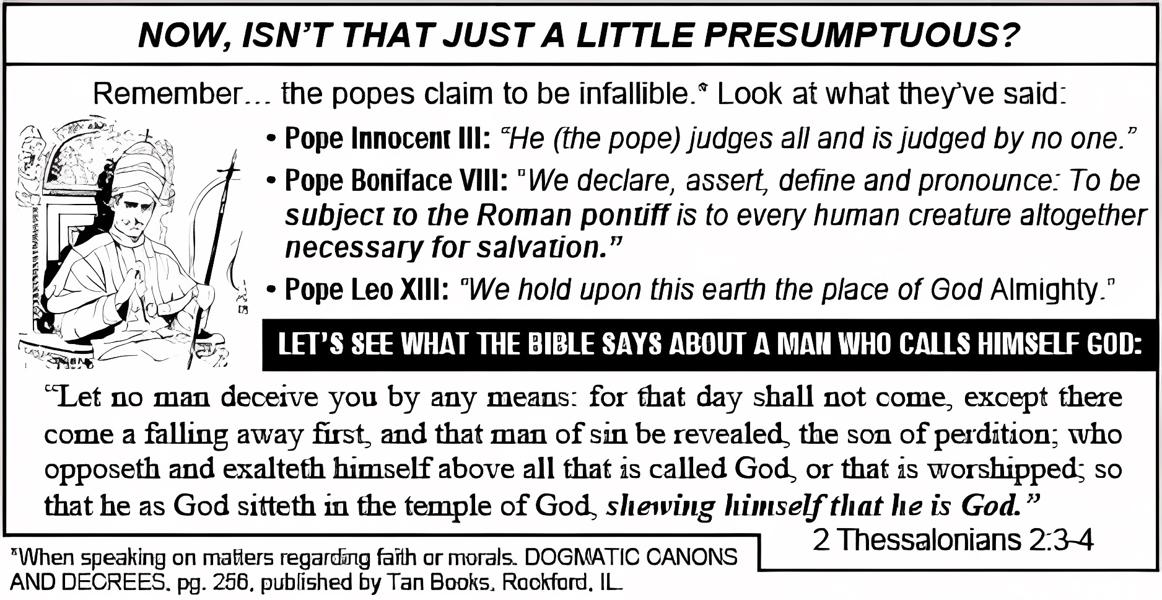 NOW, ISN'T THAT JUST A LITTLE PRESUMPTUOUS?
Remember... the popes claim to be infallible.* Look at what they've said:
• Pope Innocent III: "He (the pope) judges all and is judged by no one."
• Pope Boniface VIII: "We declare, assert, define and pronounce: To be
subject to the Roman pontiff is to every human creature altogether
necessary for salvation."
• Pope Leo XIII: "We hold upon this earth the place of God Almighty."
LET'S SEE WHAT THE BIBLE SAYS ABOUT A MAN WHO CALLS HIMSELF GOD:
"Let no man deceive you by any means: for that day shall not come, except there
come a falling away first, and that man of sin be revealed, the son of perdition; who
opposeth and exalteth himself above all that is called God, or that is worshipped; so
that he as God sitteth in the temple of God, shewing himself that he is God."
2 Thessalonians 2:3-4
*When speaking on matters regarding faith or morals. DOGMATIC CANONS
AND DECREES, pg. 256, published by Tan Books, Rockford, IL.